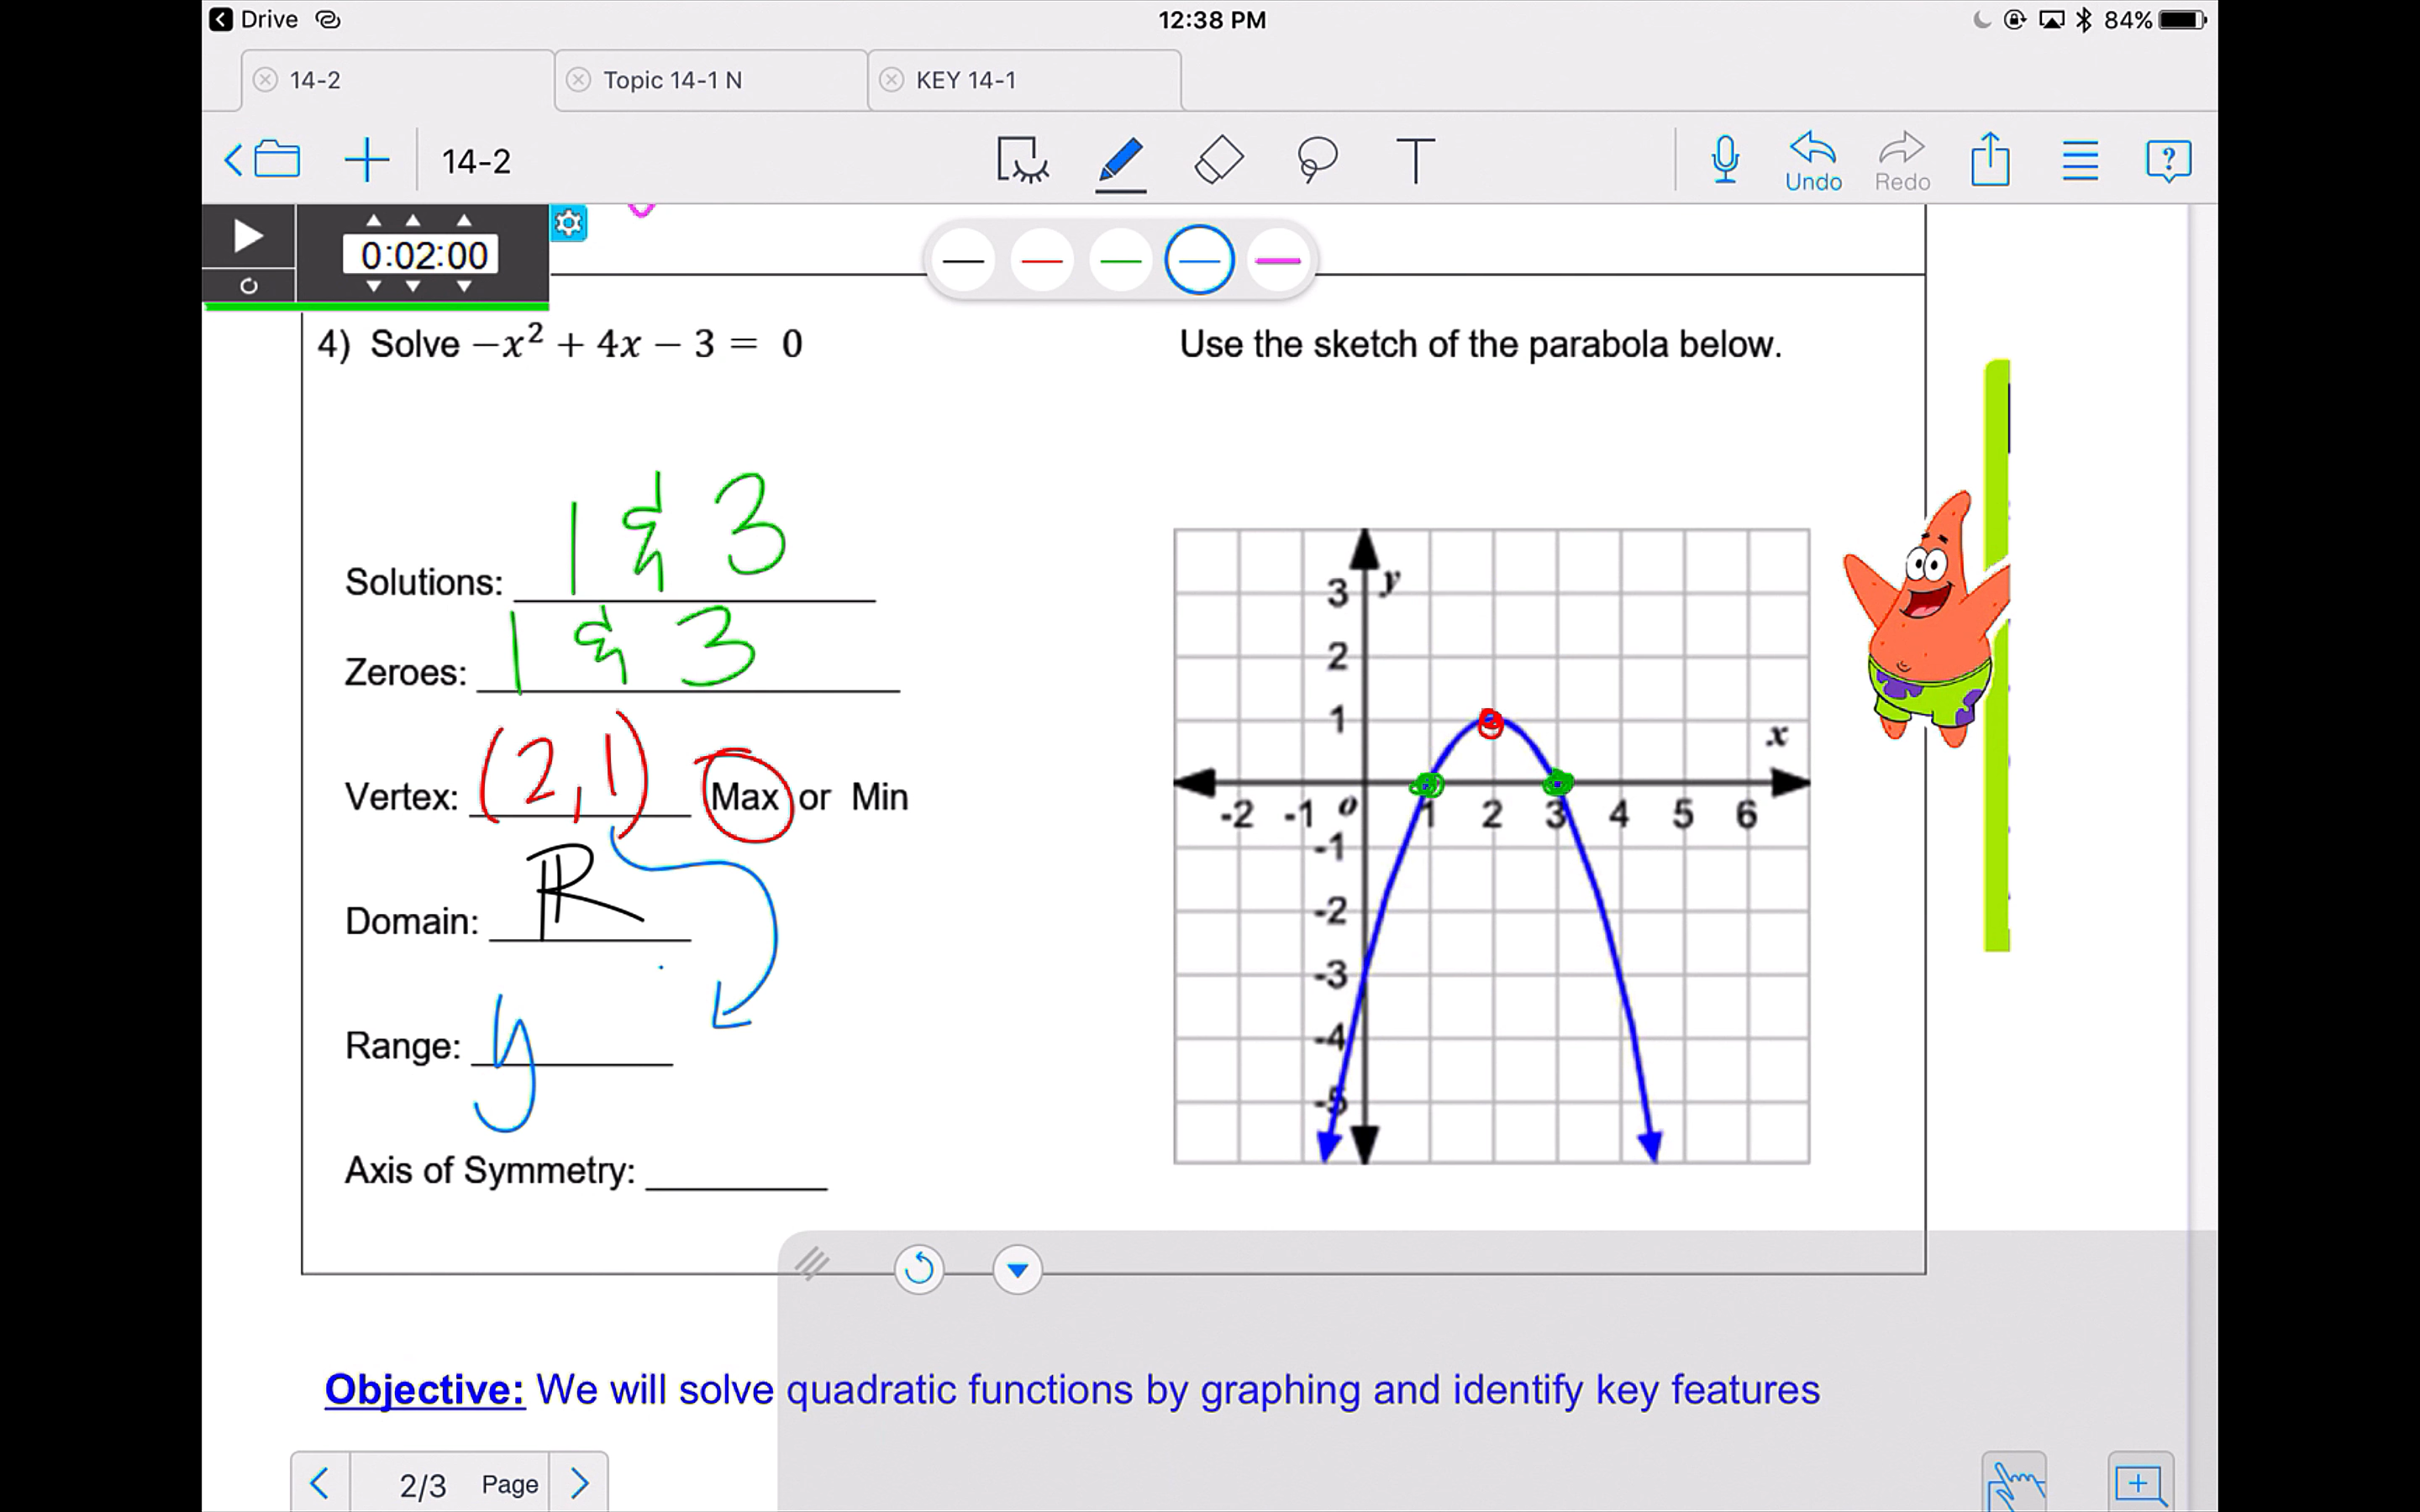 Drive
12:38 PM
84%
14-2
Topic 14-1 N
KEY 14-1
14-2
T
Undo
Redo
?
0:02:00
4) Solve −x² + 4x − 3 = 0
Use the sketch of the parabola below.
Solutions: 1 & 3
Zeroes: 1 & 3
Vertex: (2,1) Max or Min
Domain: ℝ
Range: y
Axis of Symmetry:
y
3
2
1
x
-2 -1 0 1 2 3 4 5 6
-1
-2
-3
-4
-5
Objective: We will solve quadratic functions by graphing and identify key features
2/3 Page